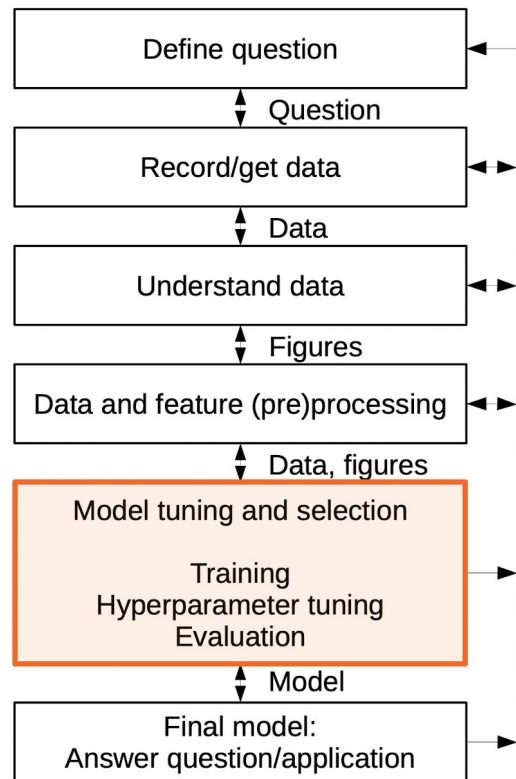 Define question
Question
Record/get data
Data
Understand data
Figures
Data and feature (pre)processing
Data, figures
Model tuning and selection
Training
Hyperparameter tuning
Evaluation
Model
Final model:
Answer question/application